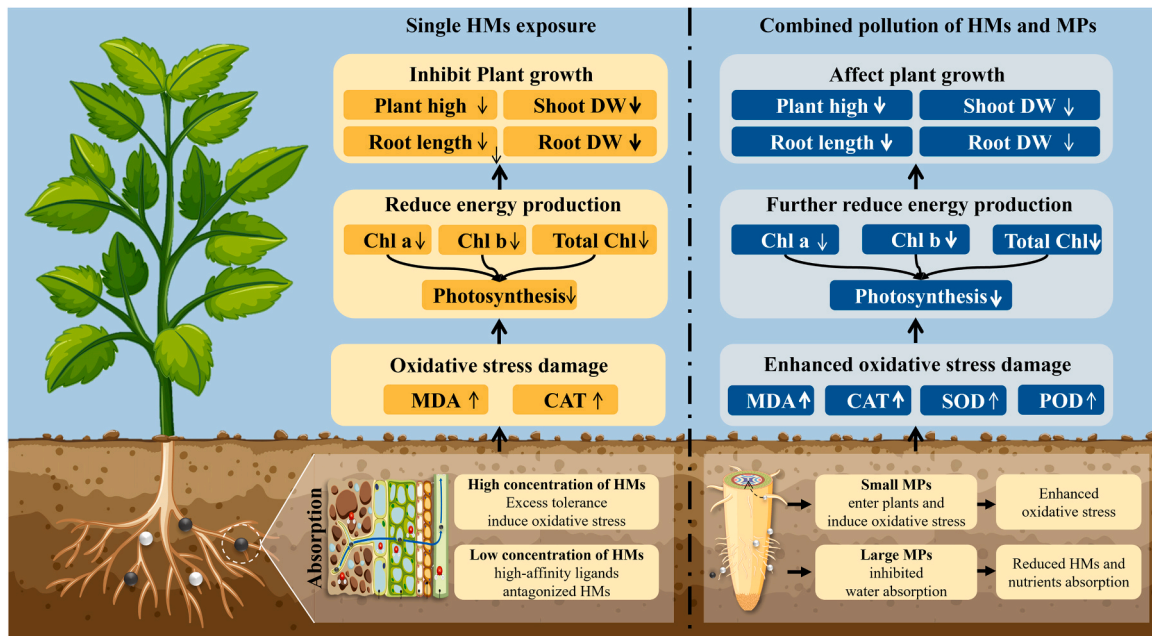 Single HMs exposure
Inhibit Plant growth
Plant high ↓
Shoot DW ↓
Root length ↓
Root DW ↓
↓
Reduce energy production
Chl a ↓
Chl b ↓
Total Chl ↓
Photosynthesis ↓
Oxidative stress damage
MDA ↑
CAT ↑
Absorption
High concentration of HMs
Excess tolerance
induce oxidative stress
Low concentration of HMs
high-affinity ligands
antagonized HMs
Combined pollution of HMs and MPs
Affect plant growth
Plant high ↓
Shoot DW ↓
Root length ↓
Root DW ↓
Further reduce energy production
Chl a ↓
Chl b ↓
Total Chl ↓
Photosynthesis ↓
Enhanced oxidative stress damage
MDA ↑
CAT ↑
SOD ↑
POD ↑
Small MPs
enter plants and
induce oxidative stress
Enhanced
oxidative stress
Large MPs
inhibited
water absorption
Reduced HMs and
nutrients absorption